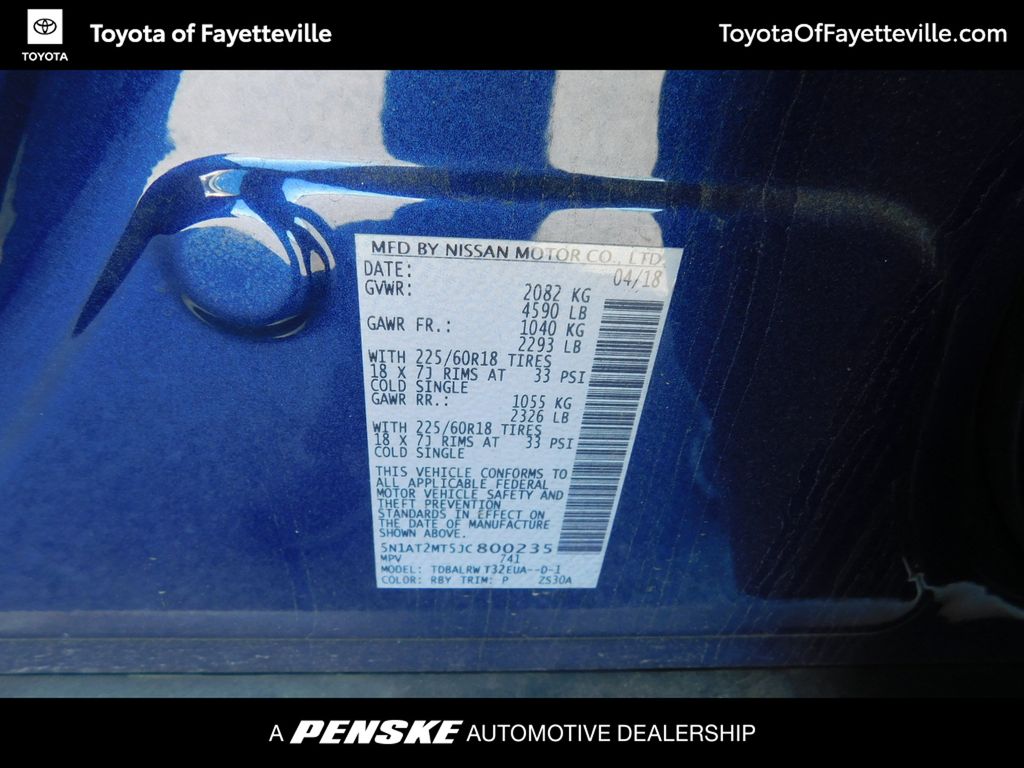 TOYOTA
Toyota of Fayetteville
ToyotaOfFayetteville.com
MFD BY NISSAN MOTOR CO., LTD.
DATE: 04/18
GVWR: 2082 KG
4590 LB
GAWR FR.: 1040 KG
2293 LB
WITH 225/60R18 TIRES
18 X 7J RIMS AT 33 PSI
COLD SINGLE
GAWR RR.: 1055 KG
2326 LB
WITH 225/60R18 TIRES
18 X 7J RIMS AT 33 PSI
COLD SINGLE
THIS VEHICLE CONFORMS TO
ALL APPLICABLE FEDERAL
MOTOR VEHICLE SAFETY AND
THEFT PREVENTION
STANDARDS IN EFFECT ON
THE DATE OF MANUFACTURE
SHOWN ABOVE.
5N1AT2MT5JC800235
MPV 741
MODEL: TDBALRW T32EUA--D-1
COLOR: RBY TRIM: P ZS30A
A PENSKE AUTOMOTIVE DEALERSHIP